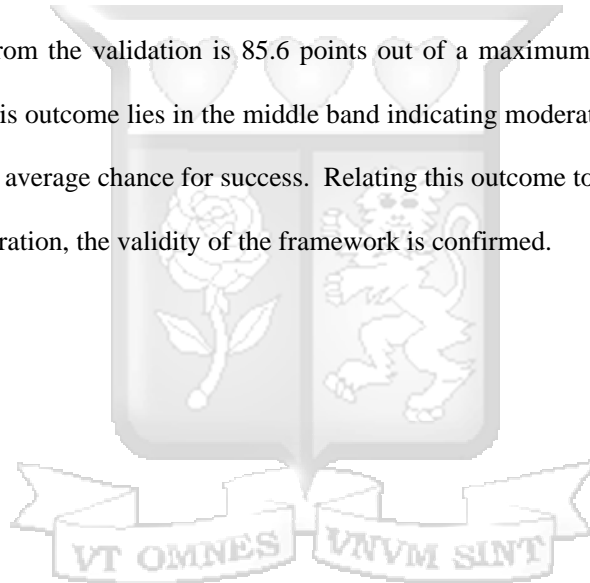 rom the validation is 85.6 points out of a maximum
is outcome lies in the middle band indicating moderat
average chance for success. Relating this outcome to
ration, the validity of the framework is confirmed.
VT OMNES VNVM SINT